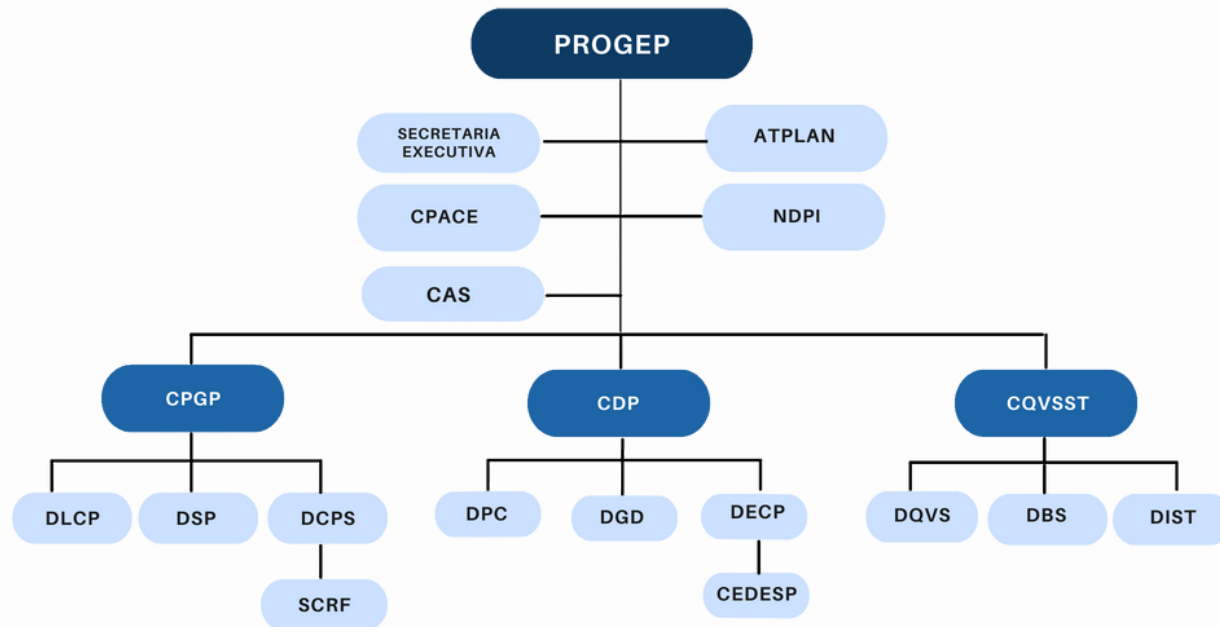 PROGEP
SECRETARIA
EXECUTIVA
ATPLAN
CPACE
NDPI
CAS
CPGP
CDP
CQVSST
DLCP
DSP
DCPS
DPC
DGD
DECP
DQVS
DBS
DIST
SCRF
CEDESP